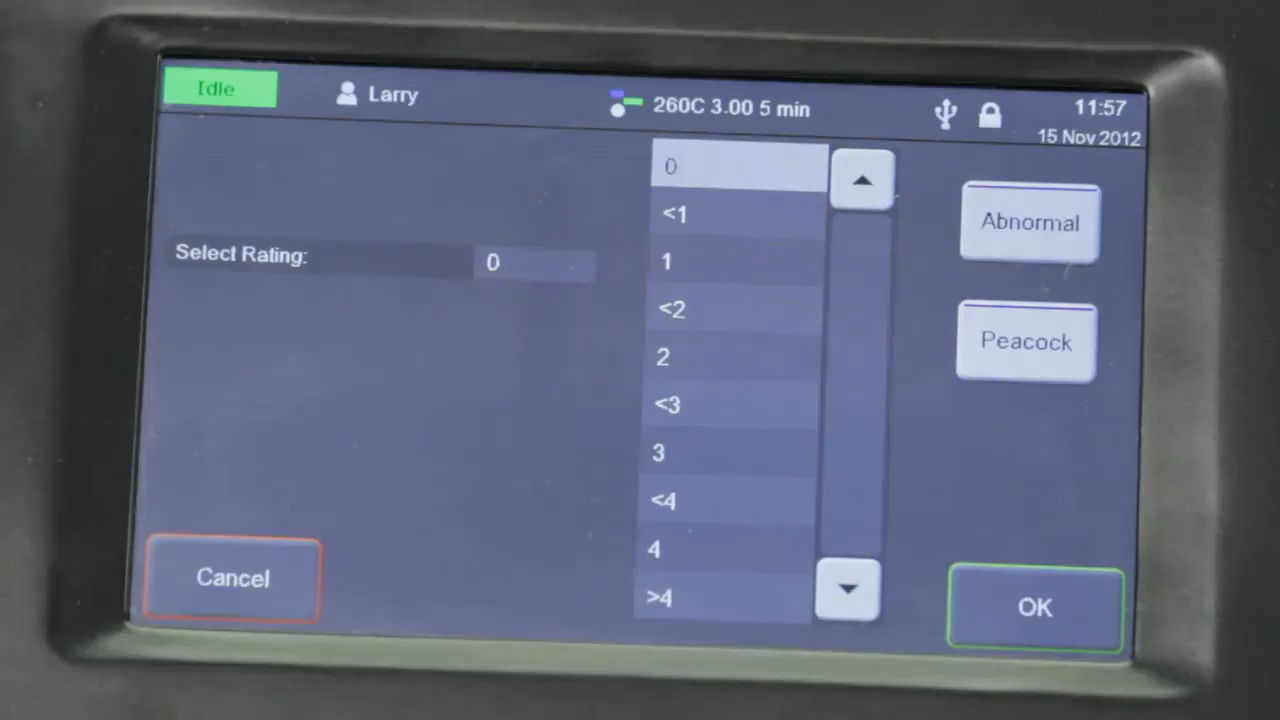 Idle
Larry
260C 3.00 5 min
11:57
15 Nov 2012
Select Rating:
0
0
<1
1
<2
2
<3
3
<4
4
>4
Abnormal
Peacock
Cancel
OK